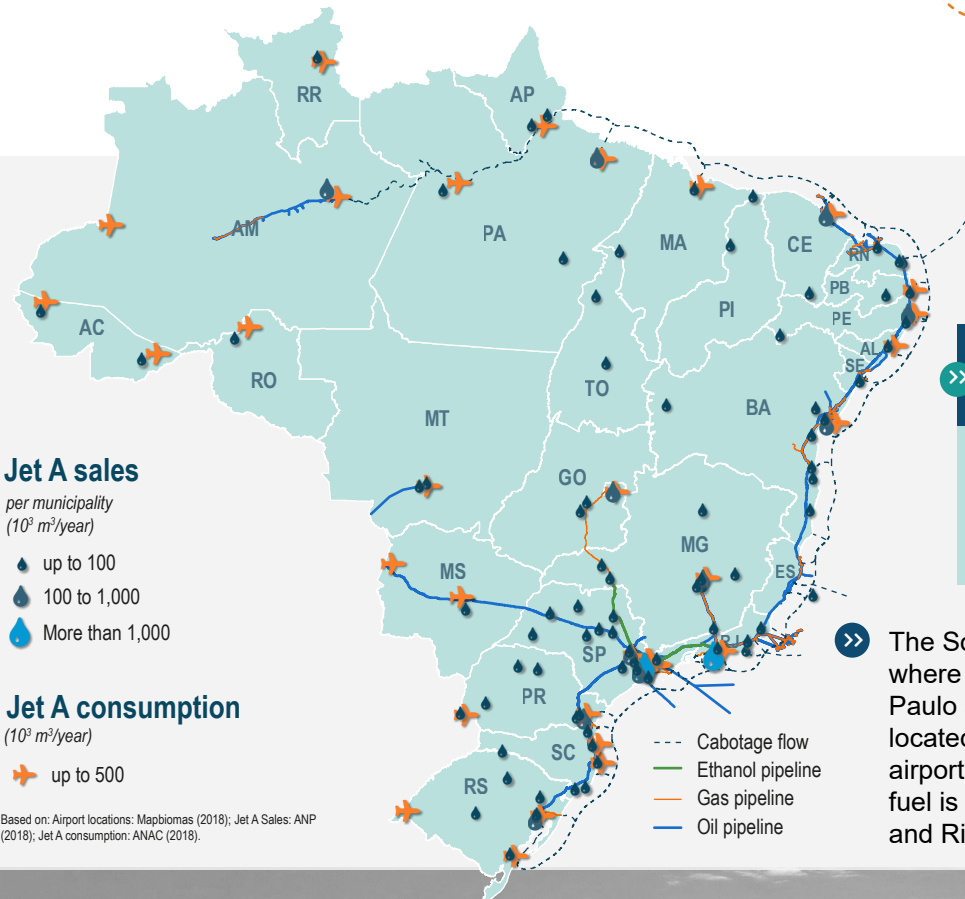 RR
AP
AM
PA
MA
CE
RN
PB
PE
PI
AL
SE
AC
RO
TO
BA
MT
GO
MG
ES
MS
SP
RJ
PR
SC
RS
Jet A sales
per municipality
(10³ m³/year)
up to 100
100 to 1,000
More than 1,000
Jet A consumption
(10³ m³/year)
up to 500
Based on: Airport locations: Mapbiomas (2018); Jet A Sales: ANP
(2018); Jet A consumption: ANAC (2018).
Cabotage flow
Ethanol pipeline
Gas pipeline
Oil pipeline
The So
where
Paulo
located
airport
fuel is
and Ri